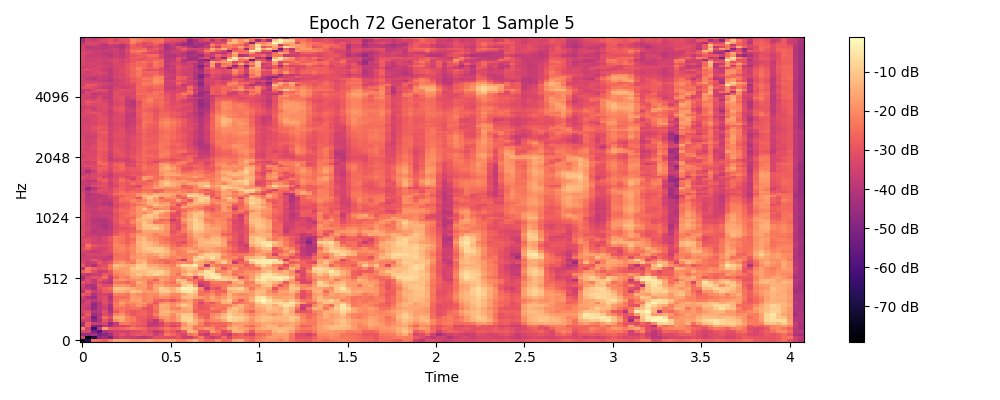 Epoch 72 Generator 1 Sample 5
Hz
4096
2048
1024
512
0
0 0.5 1 1.5 2 2.5 3 3.5 4
Time
-10 dB
-20 dB
-30 dB
-40 dB
-50 dB
-60 dB
-70 dB